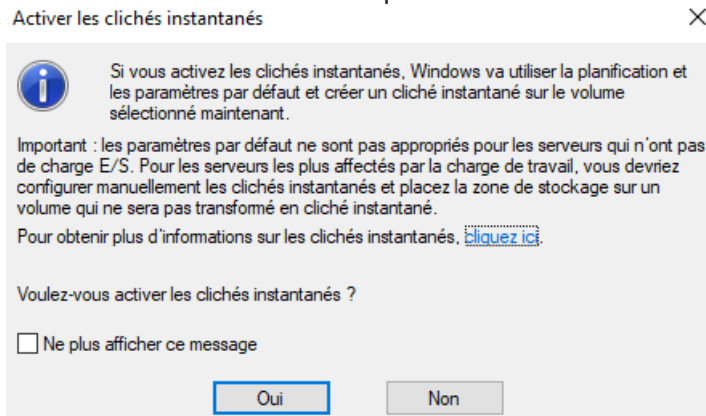 Activer les clichés instantanés
Si vous activez les clichés instantanés, Windows va utiliser la planification et
les paramètres par défaut et créer un cliché instantané sur le volume
sélectionné maintenant.
Important : les paramètres par défaut ne sont pas appropriés pour les serveurs qui n'ont pas
de charge E/S. Pour les serveurs les plus affectés par la charge de travail, vous devriez
configurer manuellement les clichés instantanés et placez la zone de stockage sur un
volume qui ne sera pas transformé en cliché instantané.
Pour obtenir plus d'informations sur les clichés instantanés, cliquez ici.
Voulez-vous activer les clichés instantanés ?
Ne plus afficher ce message
Oui Non